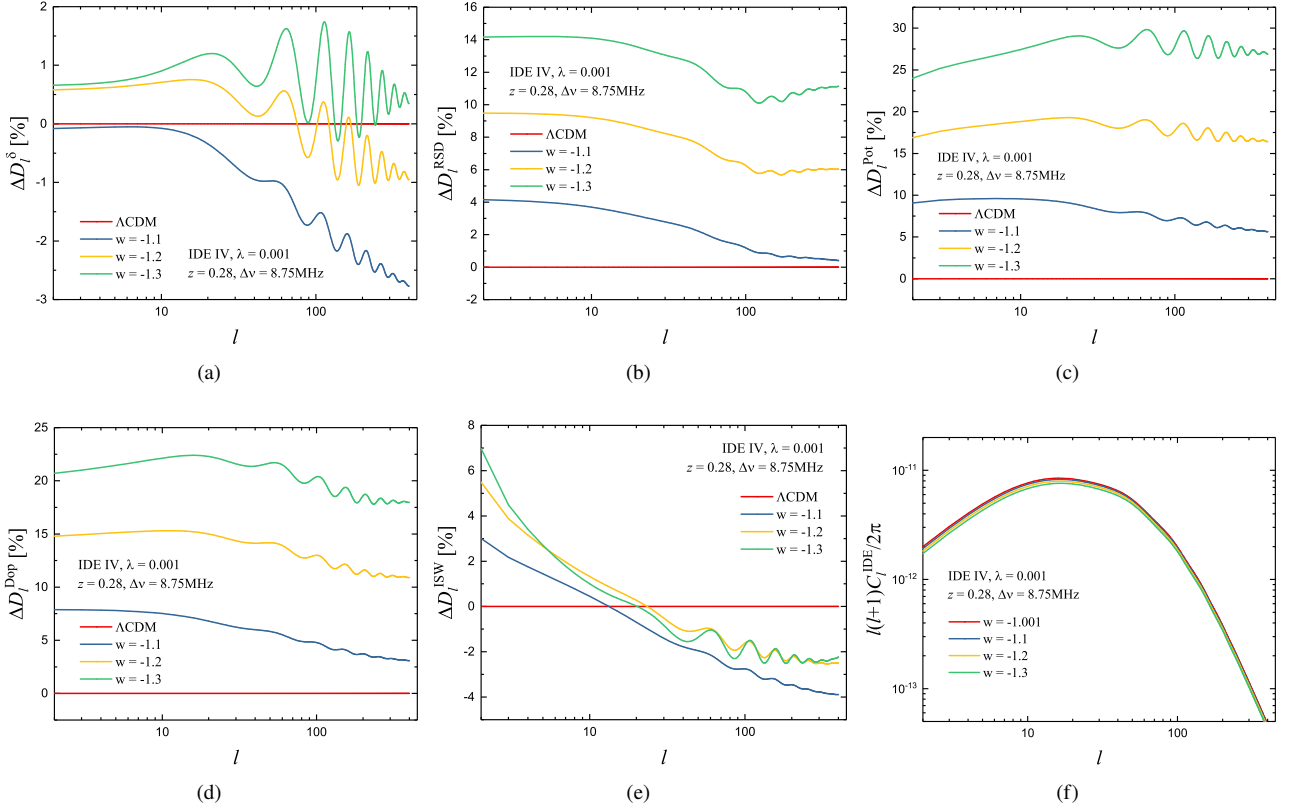 2
1
0
-1
-2
-3
ΔD_l^δ [%]
ΛCDM
w = -1.1
w = -1.2
w = -1.3
IDE IV, λ = 0.001
z = 0.28, Δν = 8.75MHz
10
100
l
(a)
16
14
12
10
8
6
4
2
0
-2
ΔD_l^RSD [%]
IDE IV, λ = 0.001
z = 0.28, Δν = 8.75MHz
ΛCDM
w = -1.1
w = -1.2
w = -1.3
10
100
l
(b)
30
25
20
15
10
5
0
ΔD_l^Pot [%]
IDE IV, λ = 0.001
z = 0.28, Δν = 8.75MHz
ΛCDM
w = -1.1
w = -1.2
w = -1.3
10
100
l
(c)
25
20
15
10
5
0
ΔD_l^Dop [%]
IDE IV, λ = 0.001
z = 0.28, Δν = 8.75MHz
ΛCDM
w = -1.1
w = -1.2
w = -1.3
10
100
l
(d)
8
6
4
2
0
-2
-4
ΔD_l^ISW [%]
IDE IV, λ = 0.001
z = 0.28, Δν = 8.75MHz
ΛCDM
w = -1.1
w = -1.2
w = -1.3
10
100
l
(e)
10^-11
10^-12
10^-13
l(l+1)C_l^IDE/2π
IDE IV, λ = 0.001
z = 0.28, Δν = 8.75MHz
w = -1.001
w = -1.1
w = -1.2
w = -1.3
10
100
l
(f)